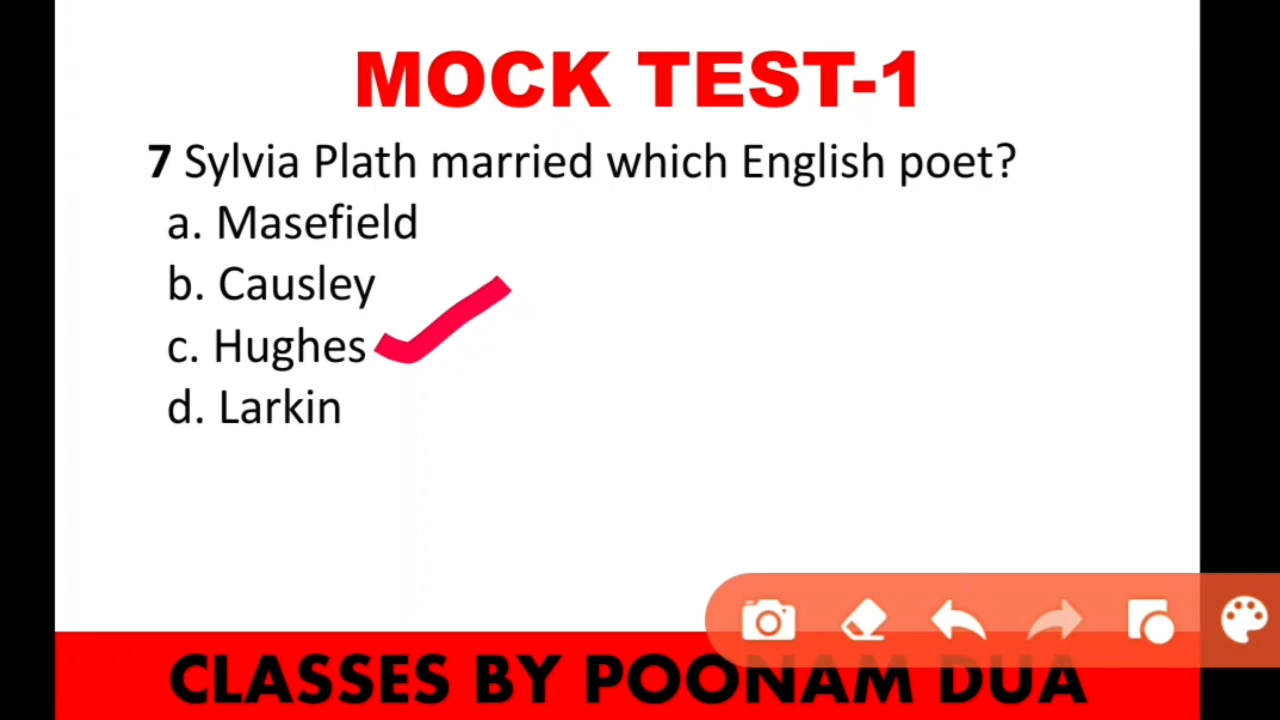 MOCK TEST-1
7 Sylvia Plath married which English poet?
a. Masefield
b. Causley
c. Hughes
d. Larkin
CLASSES BY POONAM DUA